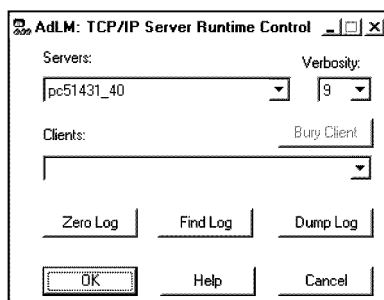 AdLM: TCP/IP Server Runtime Control
Servers:
Verbosity:
pc51431_40
9
Clients:
Bury Client
Zero Log
Find Log
Dump Log
OK
Help
Cancel